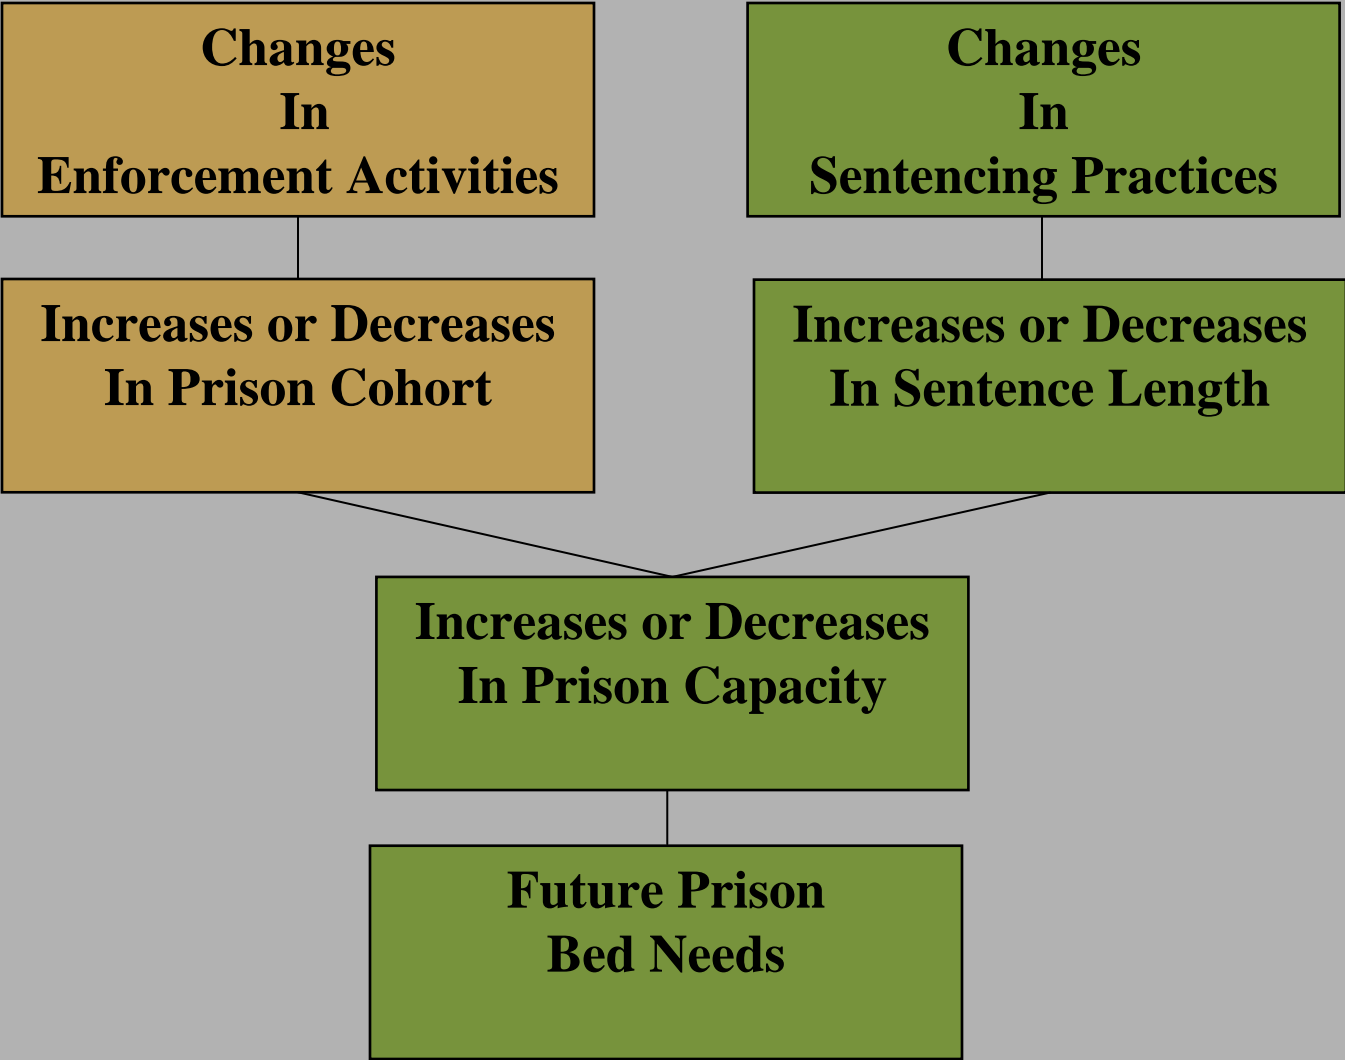 Changes
In
Enforcement Activities
Changes
In
Sentencing Practices
Increases or Decreases
In Prison Cohort
Increases or Decreases
In Sentence Length
Increases or Decreases
In Prison Capacity
Future Prison
Bed Needs